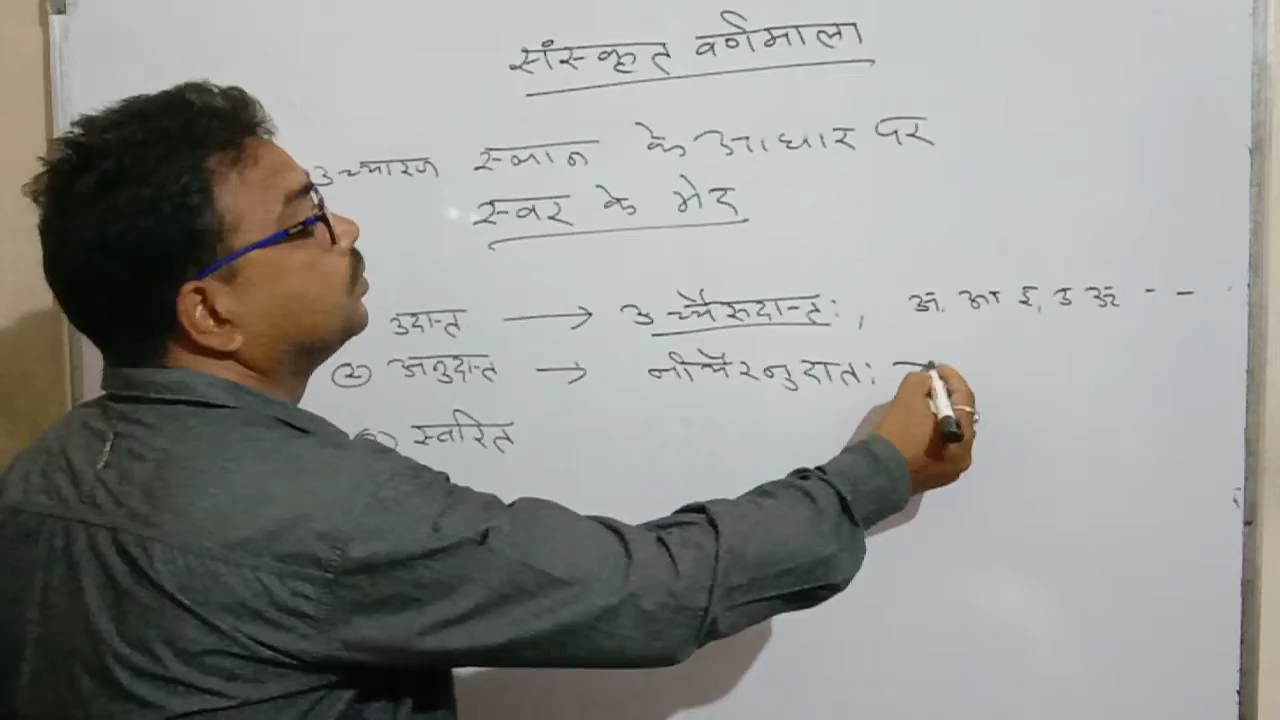 संस्कृत वर्णमाला
उच्चारण स्थान के आधार पर
स्वर के भेद
उदात्त → उच्चैरुदात्तः, अ, आ इ, उ ऊ - -
② अनुदात्त → नीचैरनुदातः
स्वरित